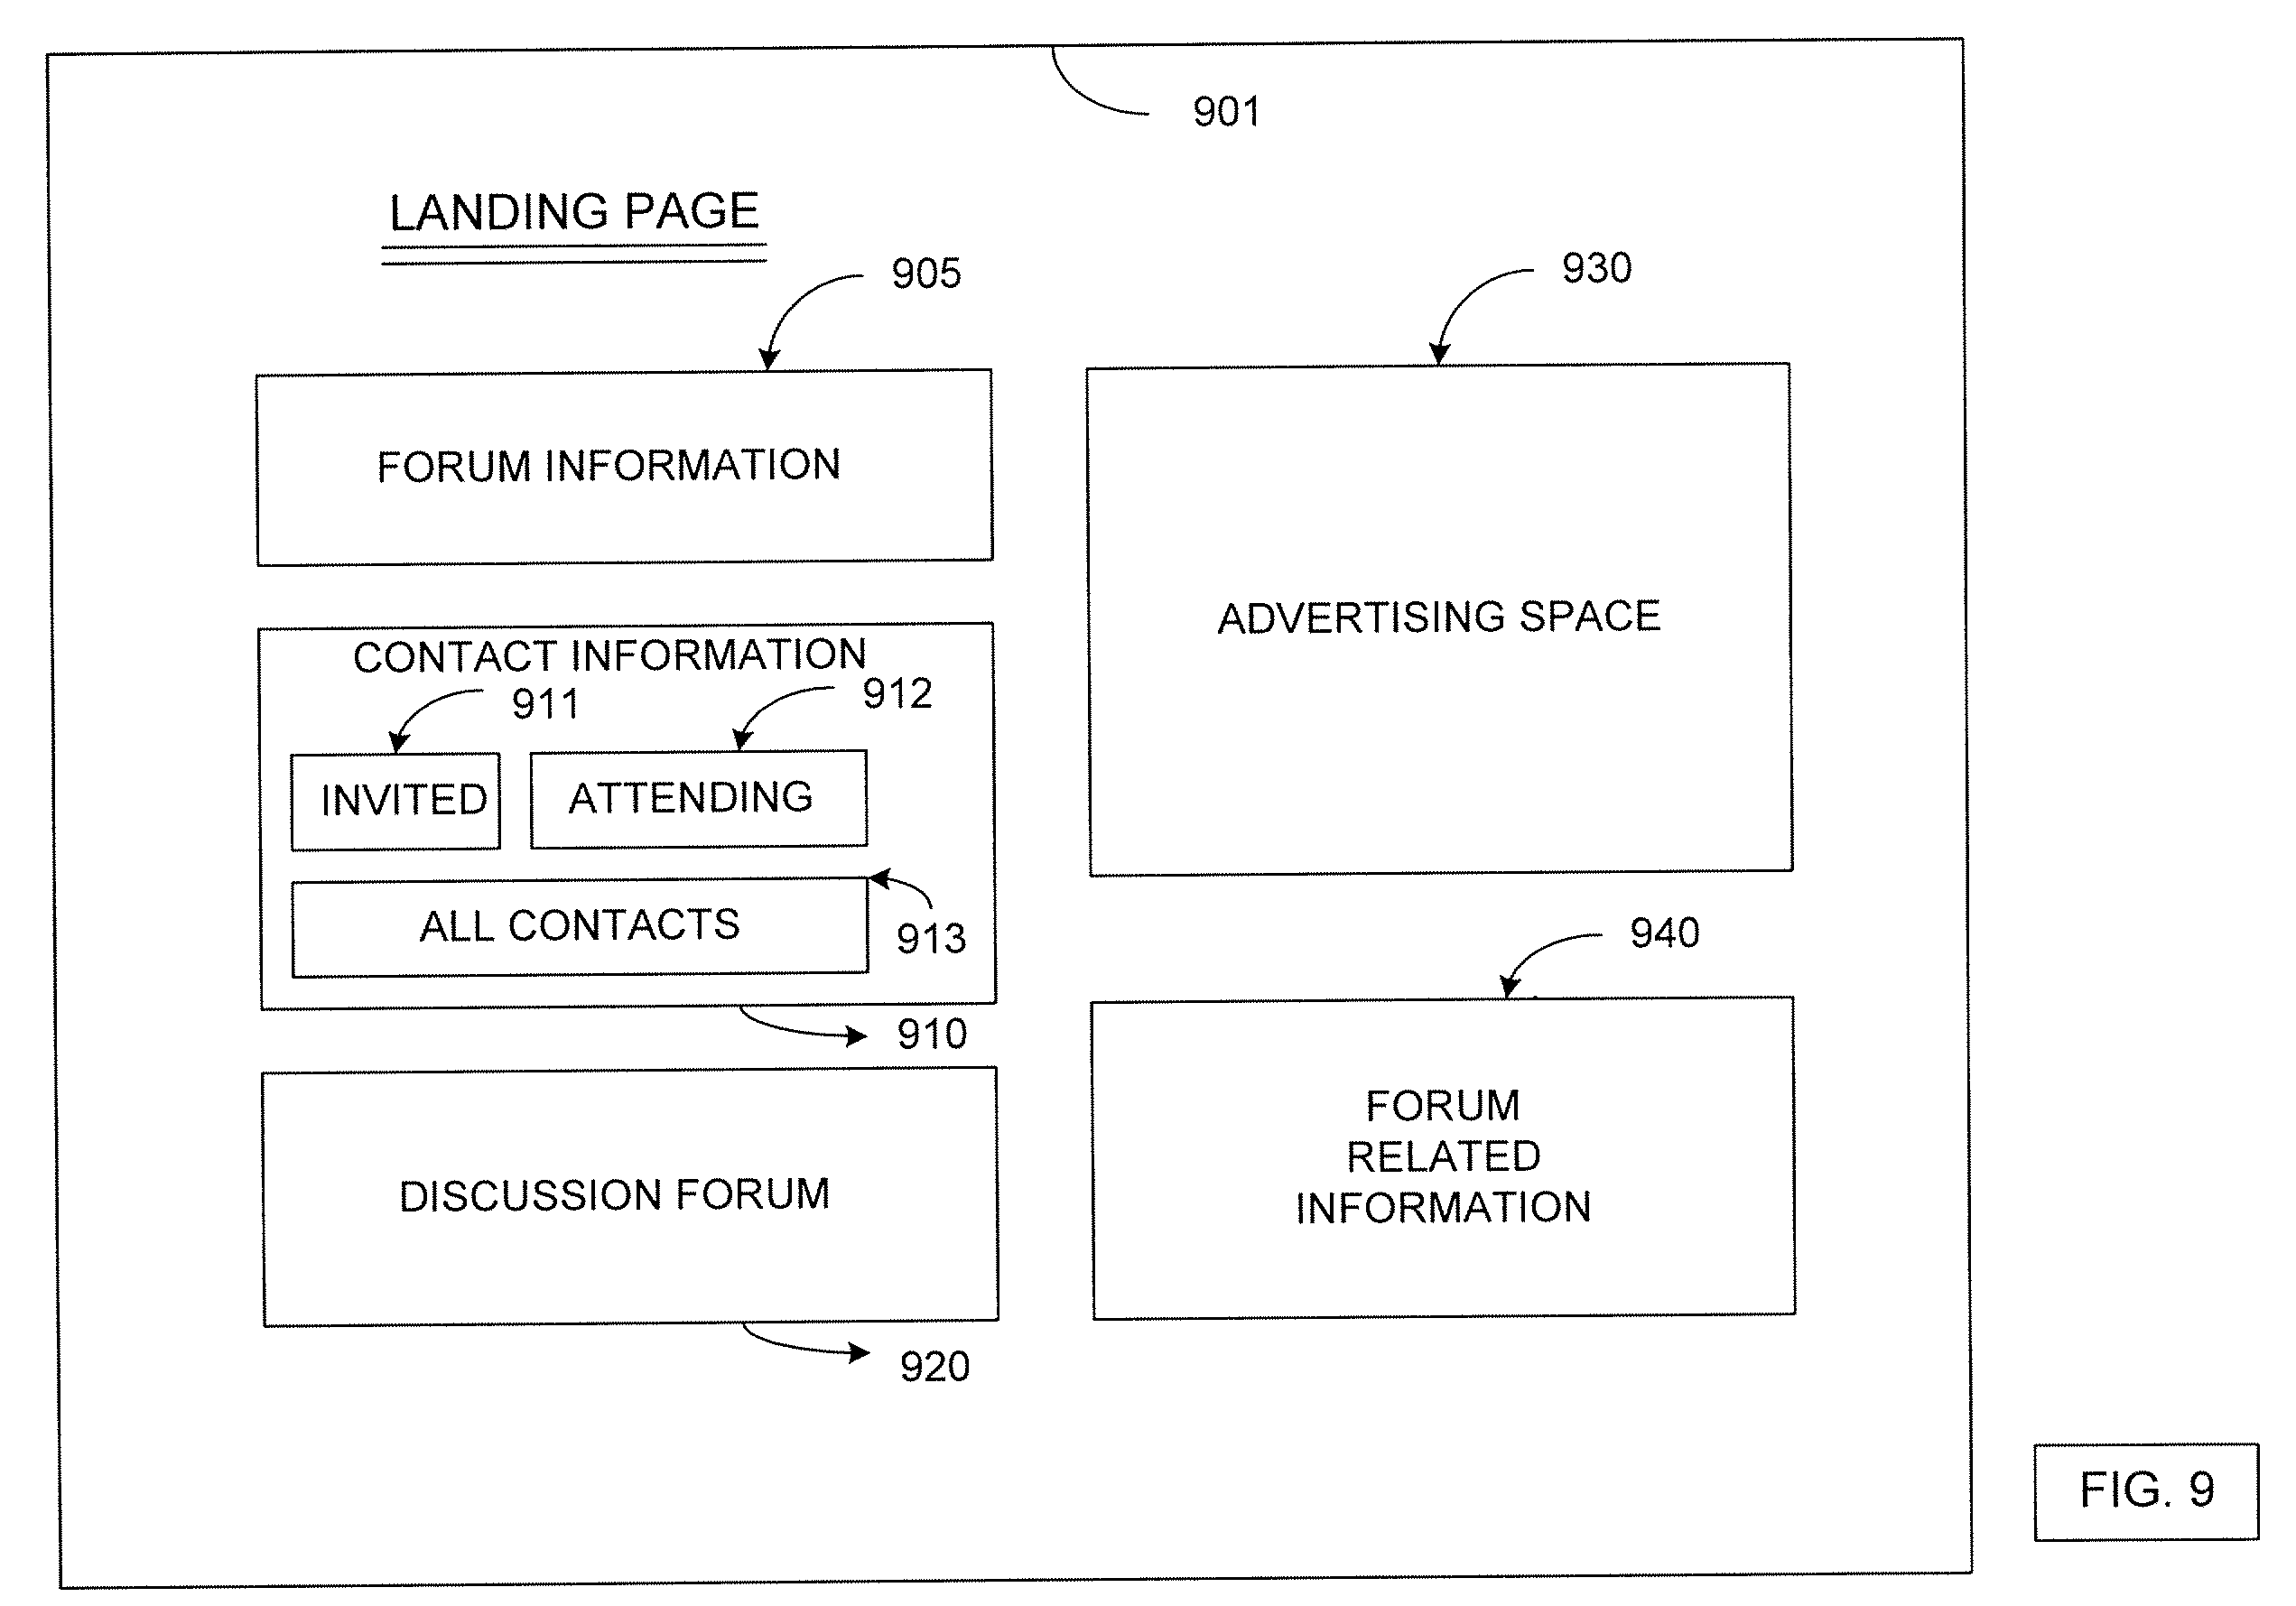 901
LANDING PAGE
905
FORUM INFORMATION
CONTACT INFORMATION
911
912
INVITED
ATTENDING
ALL CONTACTS
913
910
DISCUSSION FORUM
920
930
ADVERTISING SPACE
940
FORUM
RELATED
INFORMATION
FIG. 9